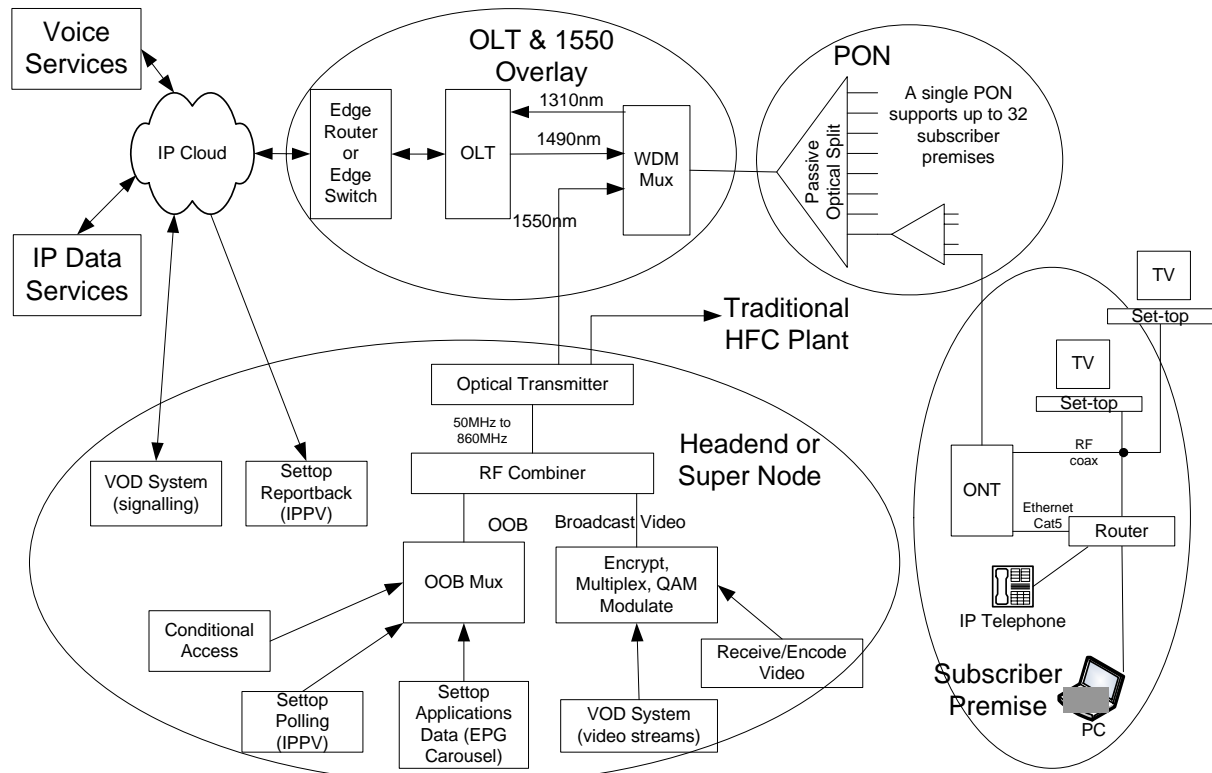 Voice
Services
IP Cloud
IP Data
Services
OLT & 1550
Overlay
Edge
Router
or
Edge
Switch
OLT
1310nm
1490nm
1550nm
WDM
Mux
PON
Passive
Optical Split
A single PON
supports up to 32
subscriber
premises
Traditional
HFC Plant
Optical Transmitter
50MHz to
860MHz
RF Combiner
Headend or
Super Node
VOD System
(signalling)
Settop
Reportback
(IPPV)
OOB
Broadcast Video
OOB Mux
Encrypt,
Multiplex, QAM
Modulate
Conditional
Access
Settop
Polling
(IPPV)
Settop
Applications
Data (EPG
Carousel)
VOD System
(video streams)
Receive/Encode
Video
TV
Set-top
TV
Set-top
RF
coax
ONT
Ethernet
Cat5
Router
IP Telephone
Subscriber
Premise
PC